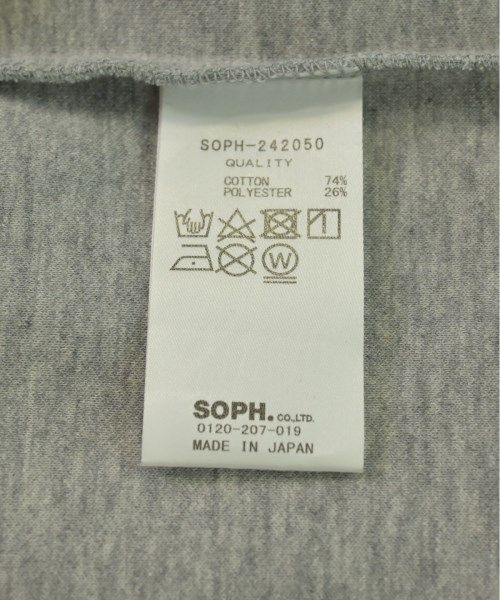 SOPH-242050
QUALITY
COTTON 74%
POLYESTER 26%
W
SOPH. CO.,LTD.
0120-207-019
MADE IN JAPAN